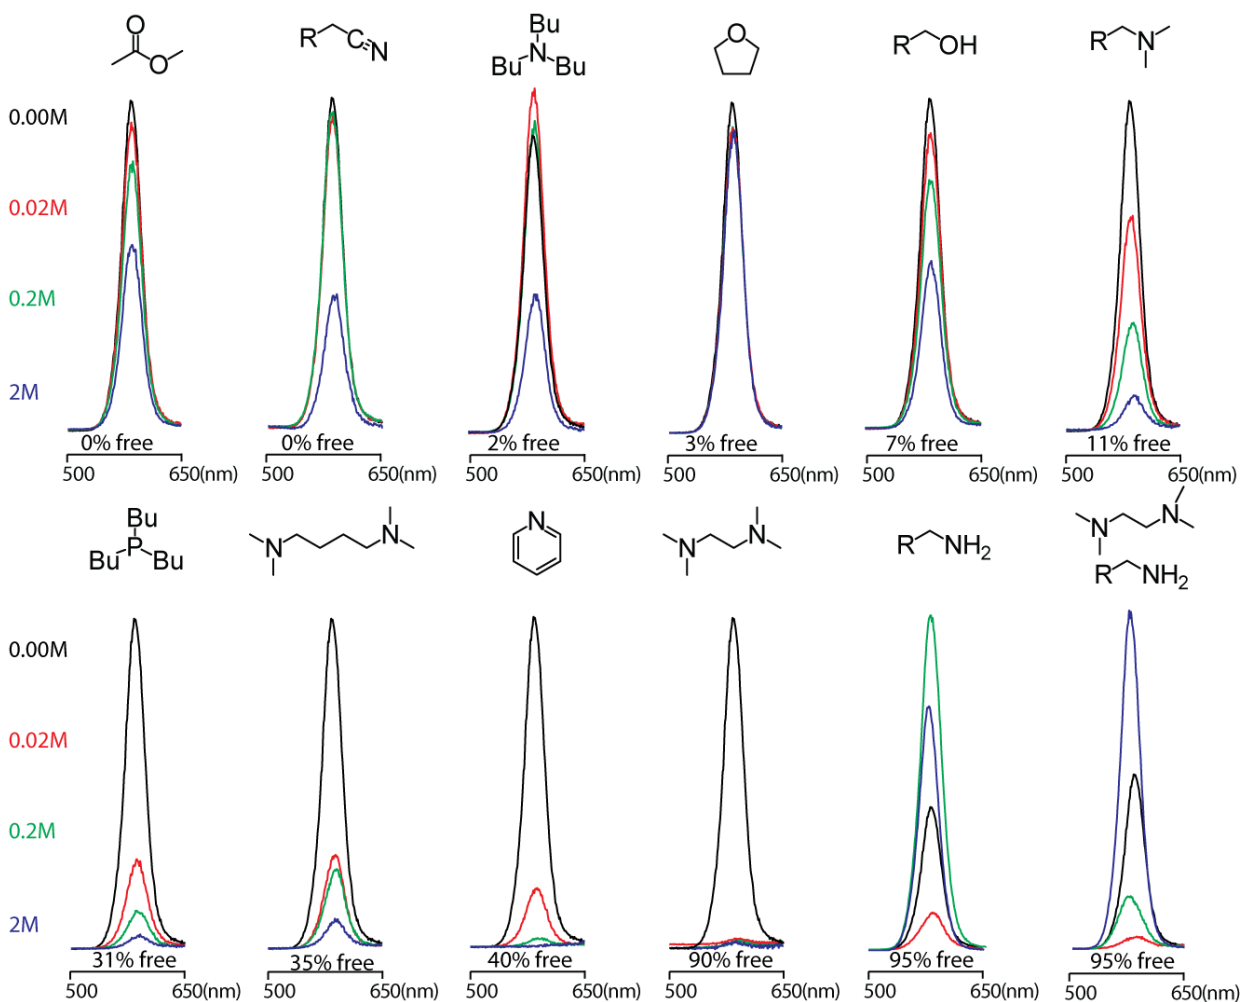 O
O
R C≡N
Bu
N
Bu Bu
O
R OH
R N
0.00M
0.02M
0.2M
2M
0% free 0% free 2% free 3% free 7% free 11% free
500 650(nm) 500 650(nm) 500 650(nm) 500 650(nm) 500 650(nm) 500 650(nm)
Bu
P
Bu Bu
N N
N
N N
R NH2
N N
R NH2
0.00M
0.02M
0.2M
2M
31% free 35% free 40% free 90% free 95% free 95% free
500 650(nm) 500 650(nm) 500 650(nm) 500 650(nm) 500 650(nm) 500 650(nm)